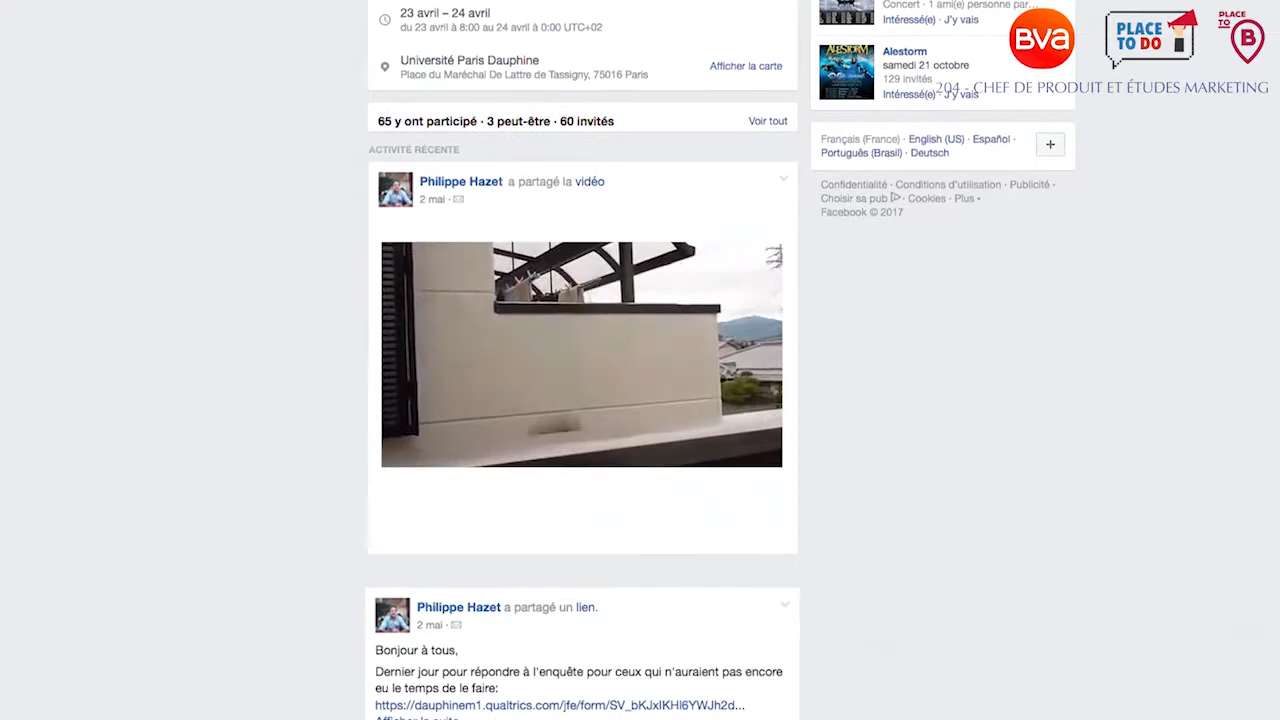 23 avril – 24 avril
du 23 avril à 8:00 au 24 avril à 0:00 UTC+02
Université Paris Dauphine
Place du Maréchal De Lattre de Tassigny, 75016 Paris
Afficher la carte
65 y ont participé · 3 peut-être · 60 invités
Voir tout
ACTIVITÉ RÉCENTE
Philippe Hazet a partagé la vidéo
2 mai ·
Philippe Hazet a partagé un lien.
2 mai ·
Bonjour à tous,
Dernier jour pour répondre à l'enquête pour ceux qui n'auraient pas encore
eu le temps de le faire:
https://dauphinem1.qualtrics.com/jfe/form/SV_bKJxIKHl6YWJh2d...
Afficher la suite
Concert · 1 ami(e) personne par…
Intéressé(e) · J'y vais
ALESTORM
Alestorm
samedi 21 octobre
129 invités
Intéressé(e) · J'y vais
BVA
PLACE
TO DO
PLACE
TO
B
204 - CHEF DE PRODUIT ET ÉTUDES MARKETING
Français (France) · English (US) · Español ·
Português (Brasil) · Deutsch
+
Confidentialité · Conditions d'utilisation · Publicité ·
Choisir sa pub · Cookies · Plus
Facebook © 2017